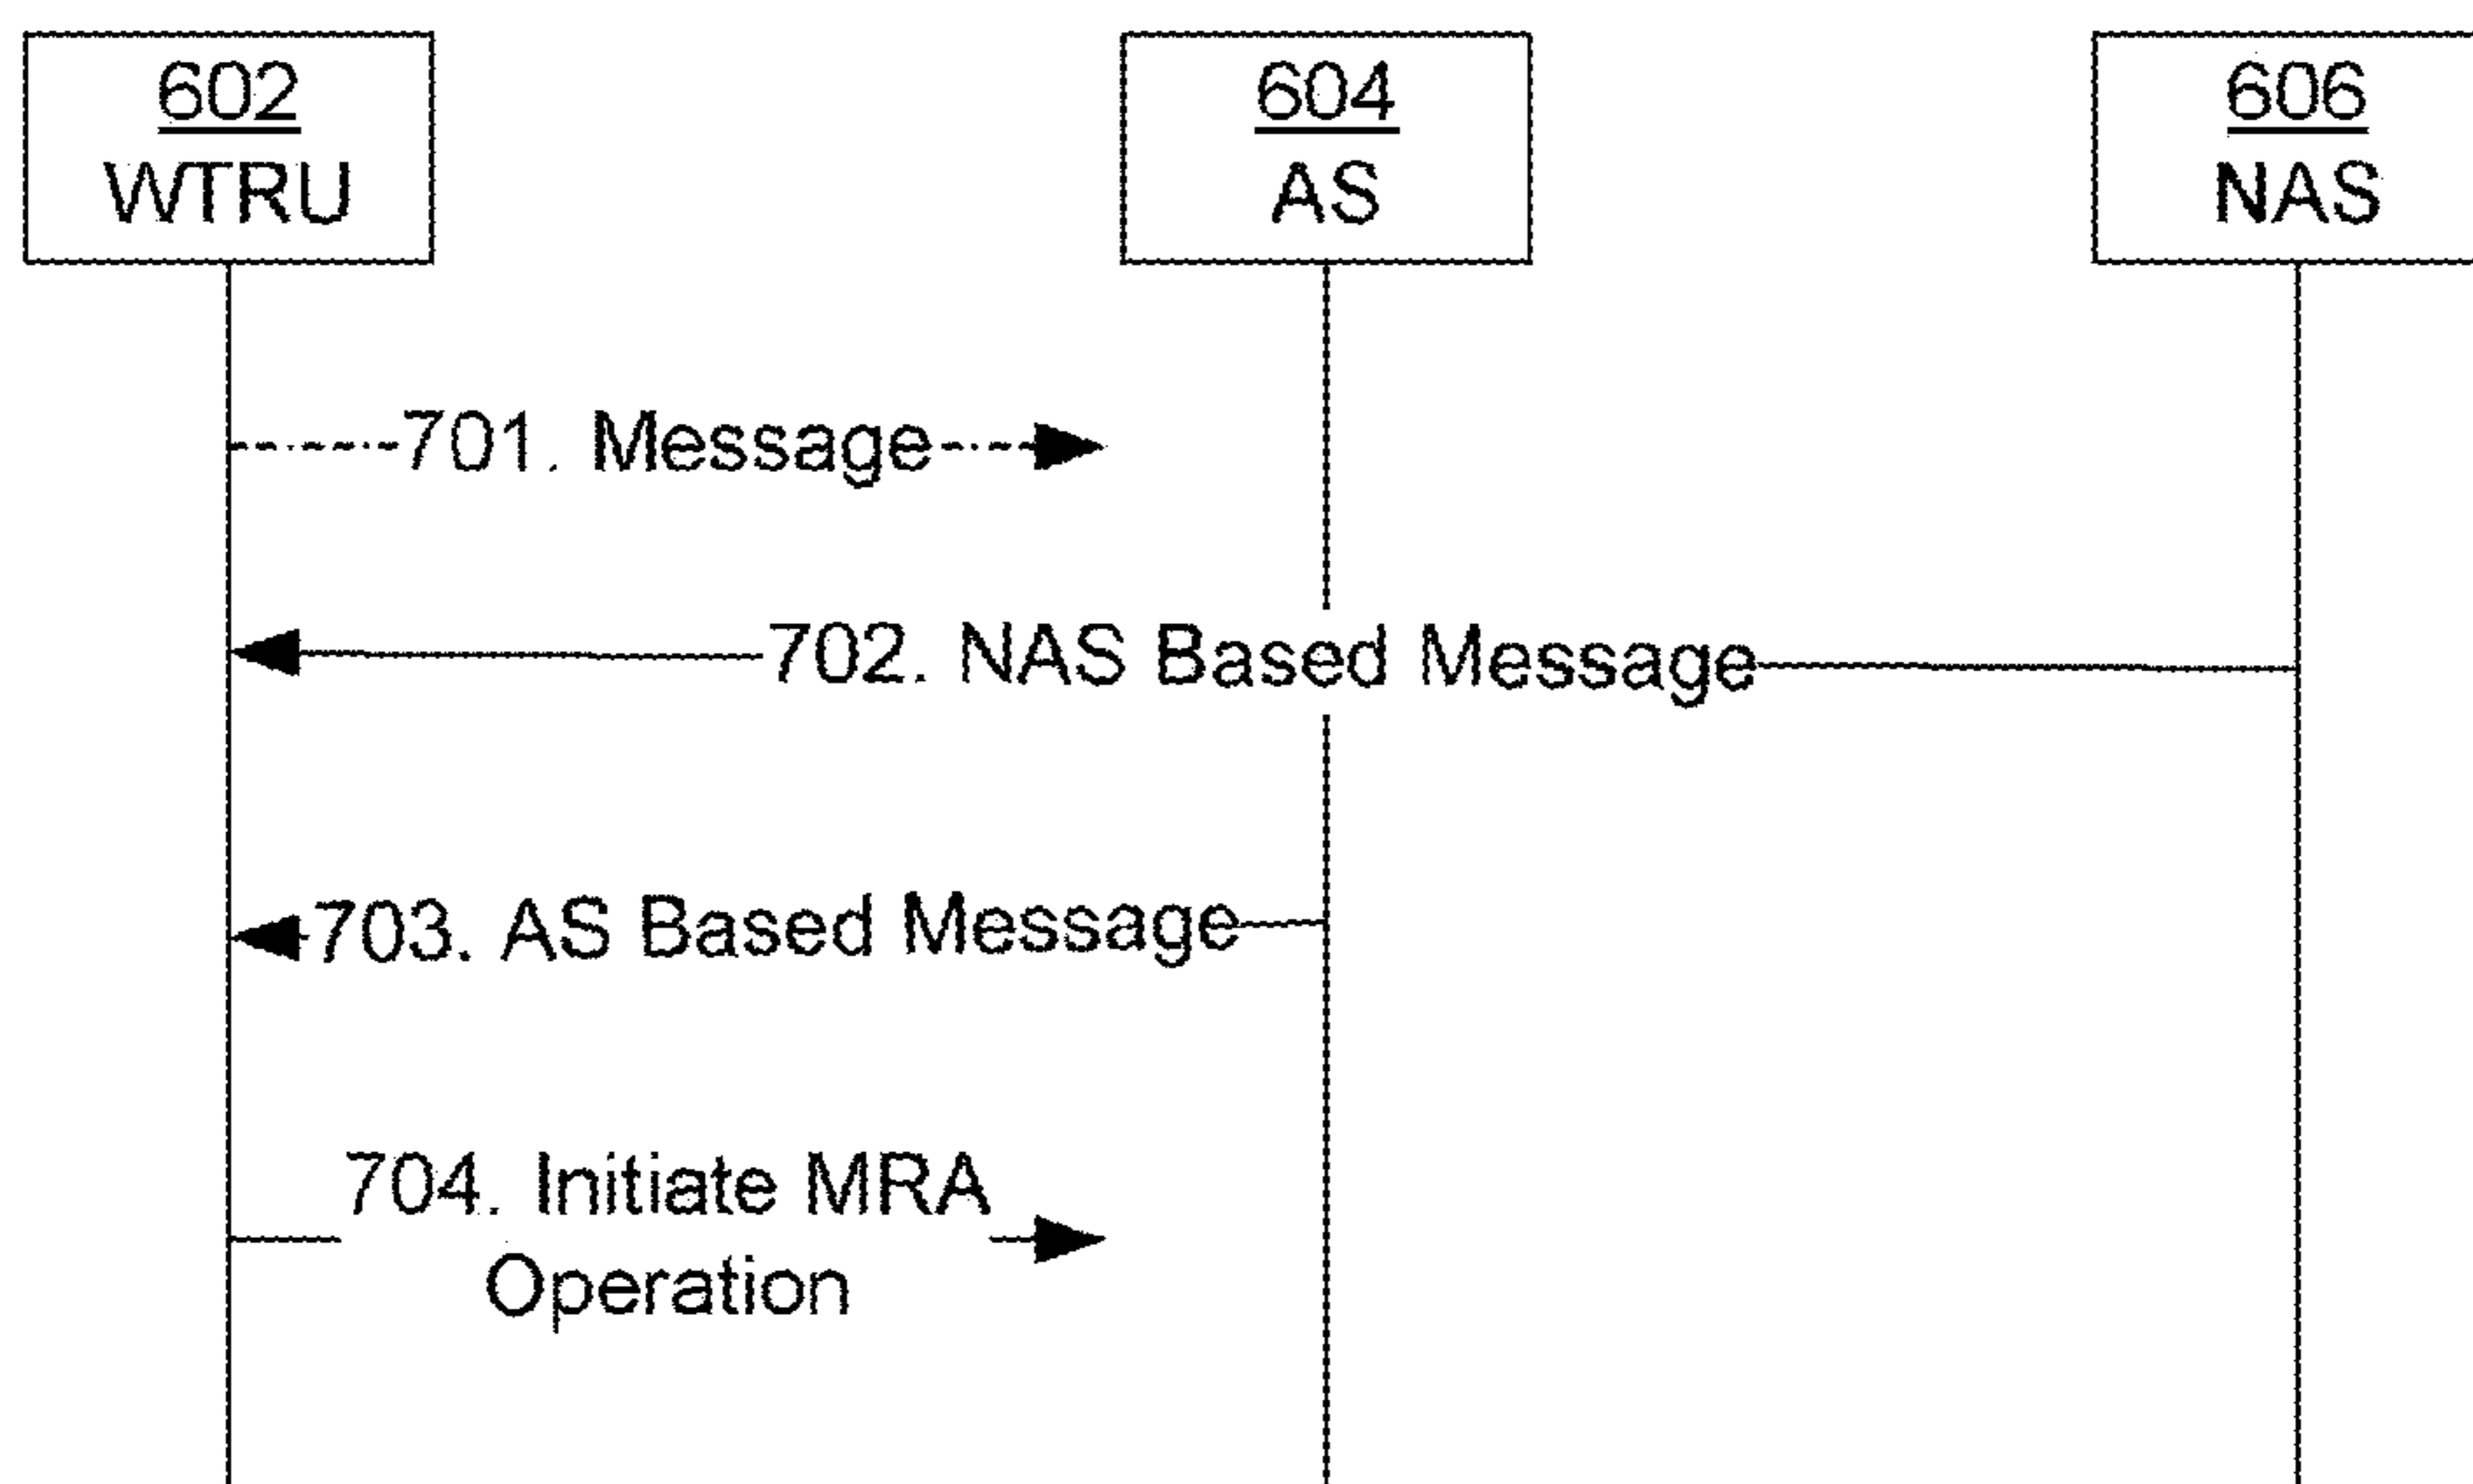 602
WTRU
604
AS
606
NAS
701. Message
702. NAS Based Message
703. AS Based Message
704. Initiate MRA
Operation